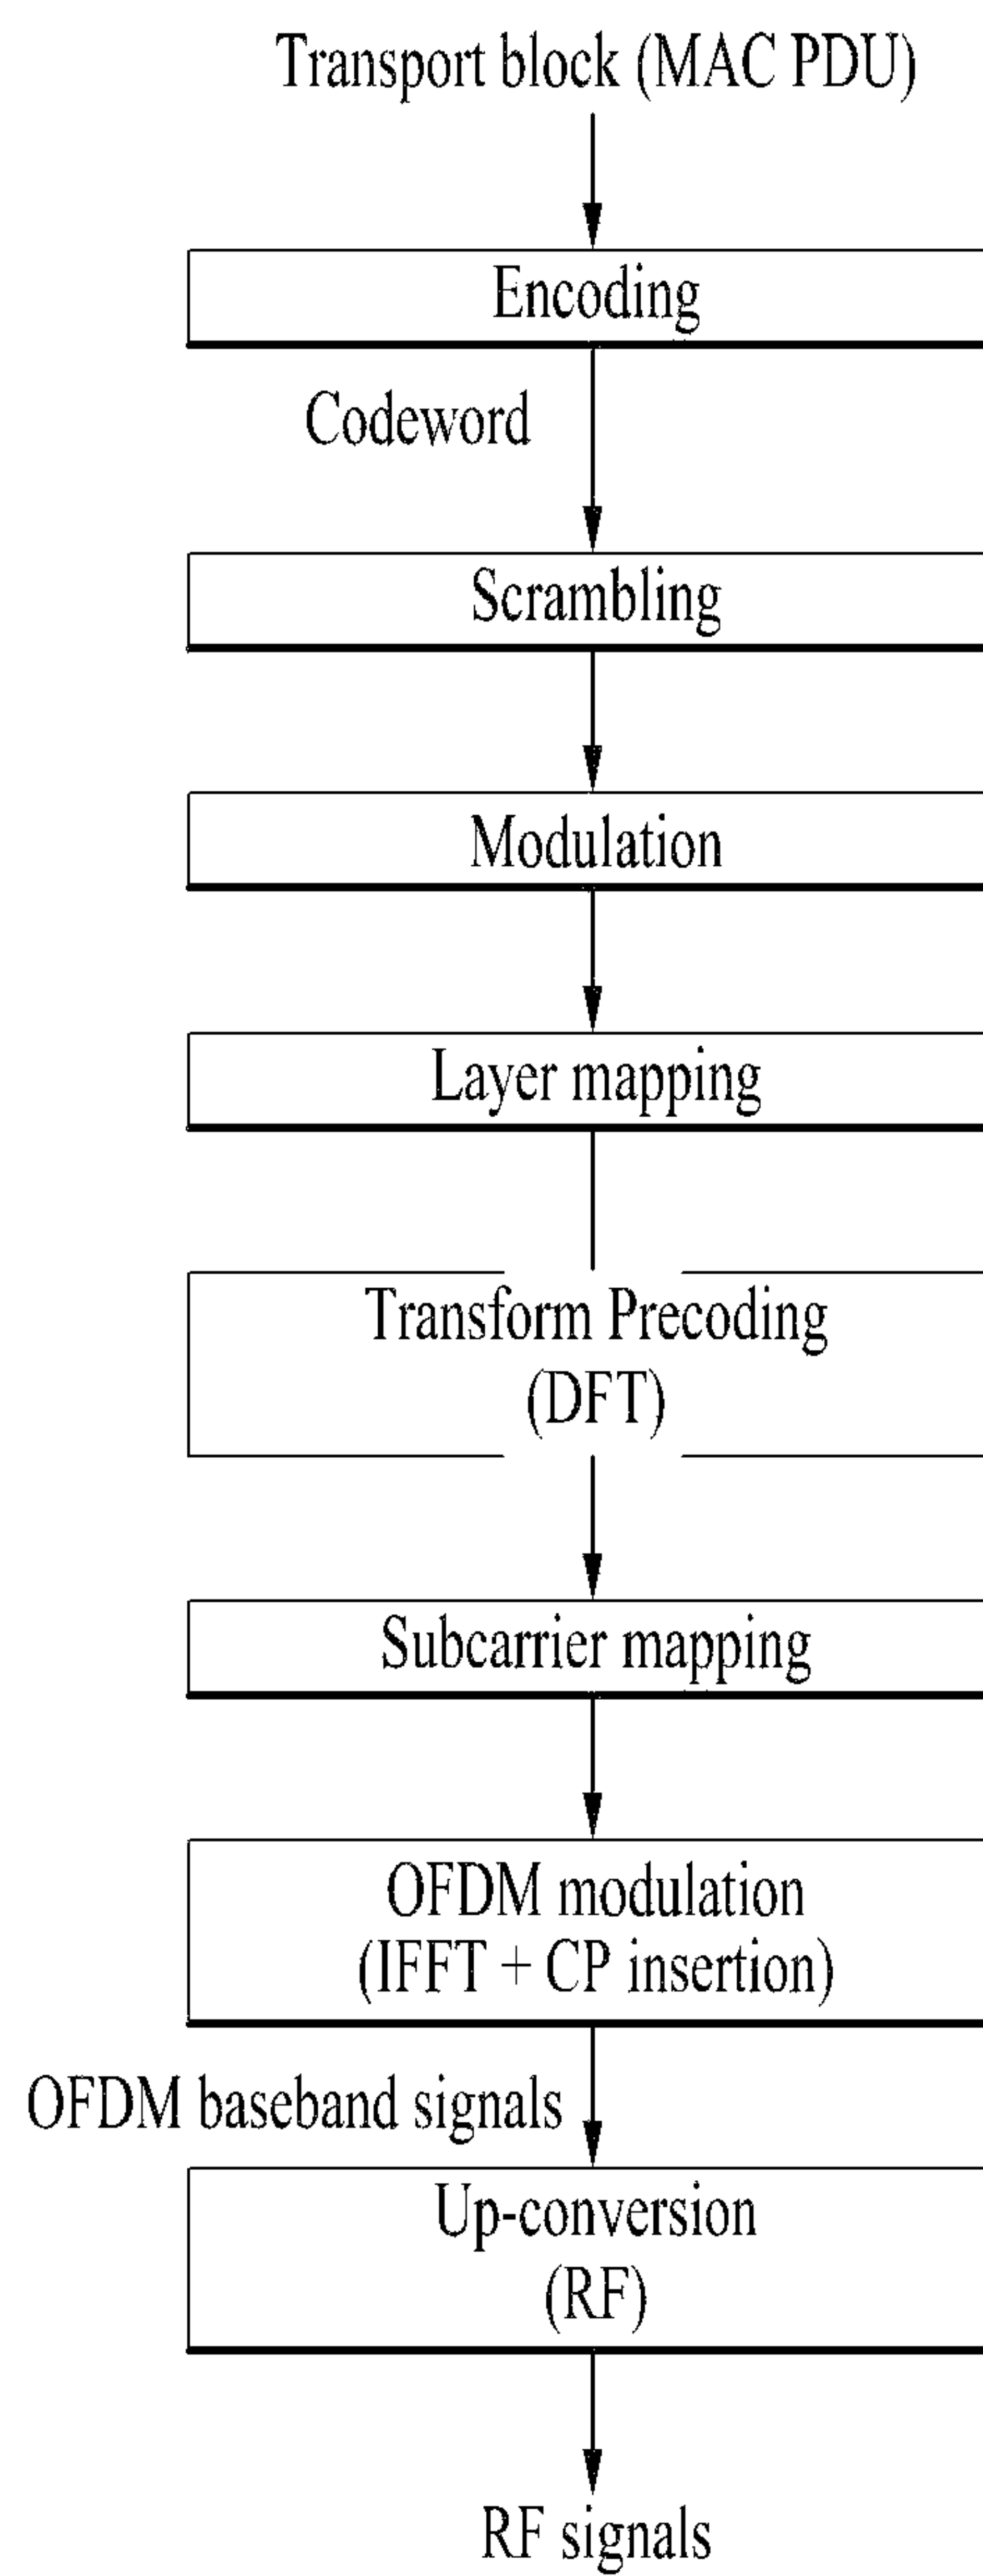 Transport block (MAC PDU)
Encoding
Codeword
Scrambling
Modulation
Layer mapping
Transform Precoding
(DFT)
Subcarrier mapping
OFDM modulation
(IFFT + CP insertion)
OFDM baseband signals
Up-conversion
(RF)
RF signals